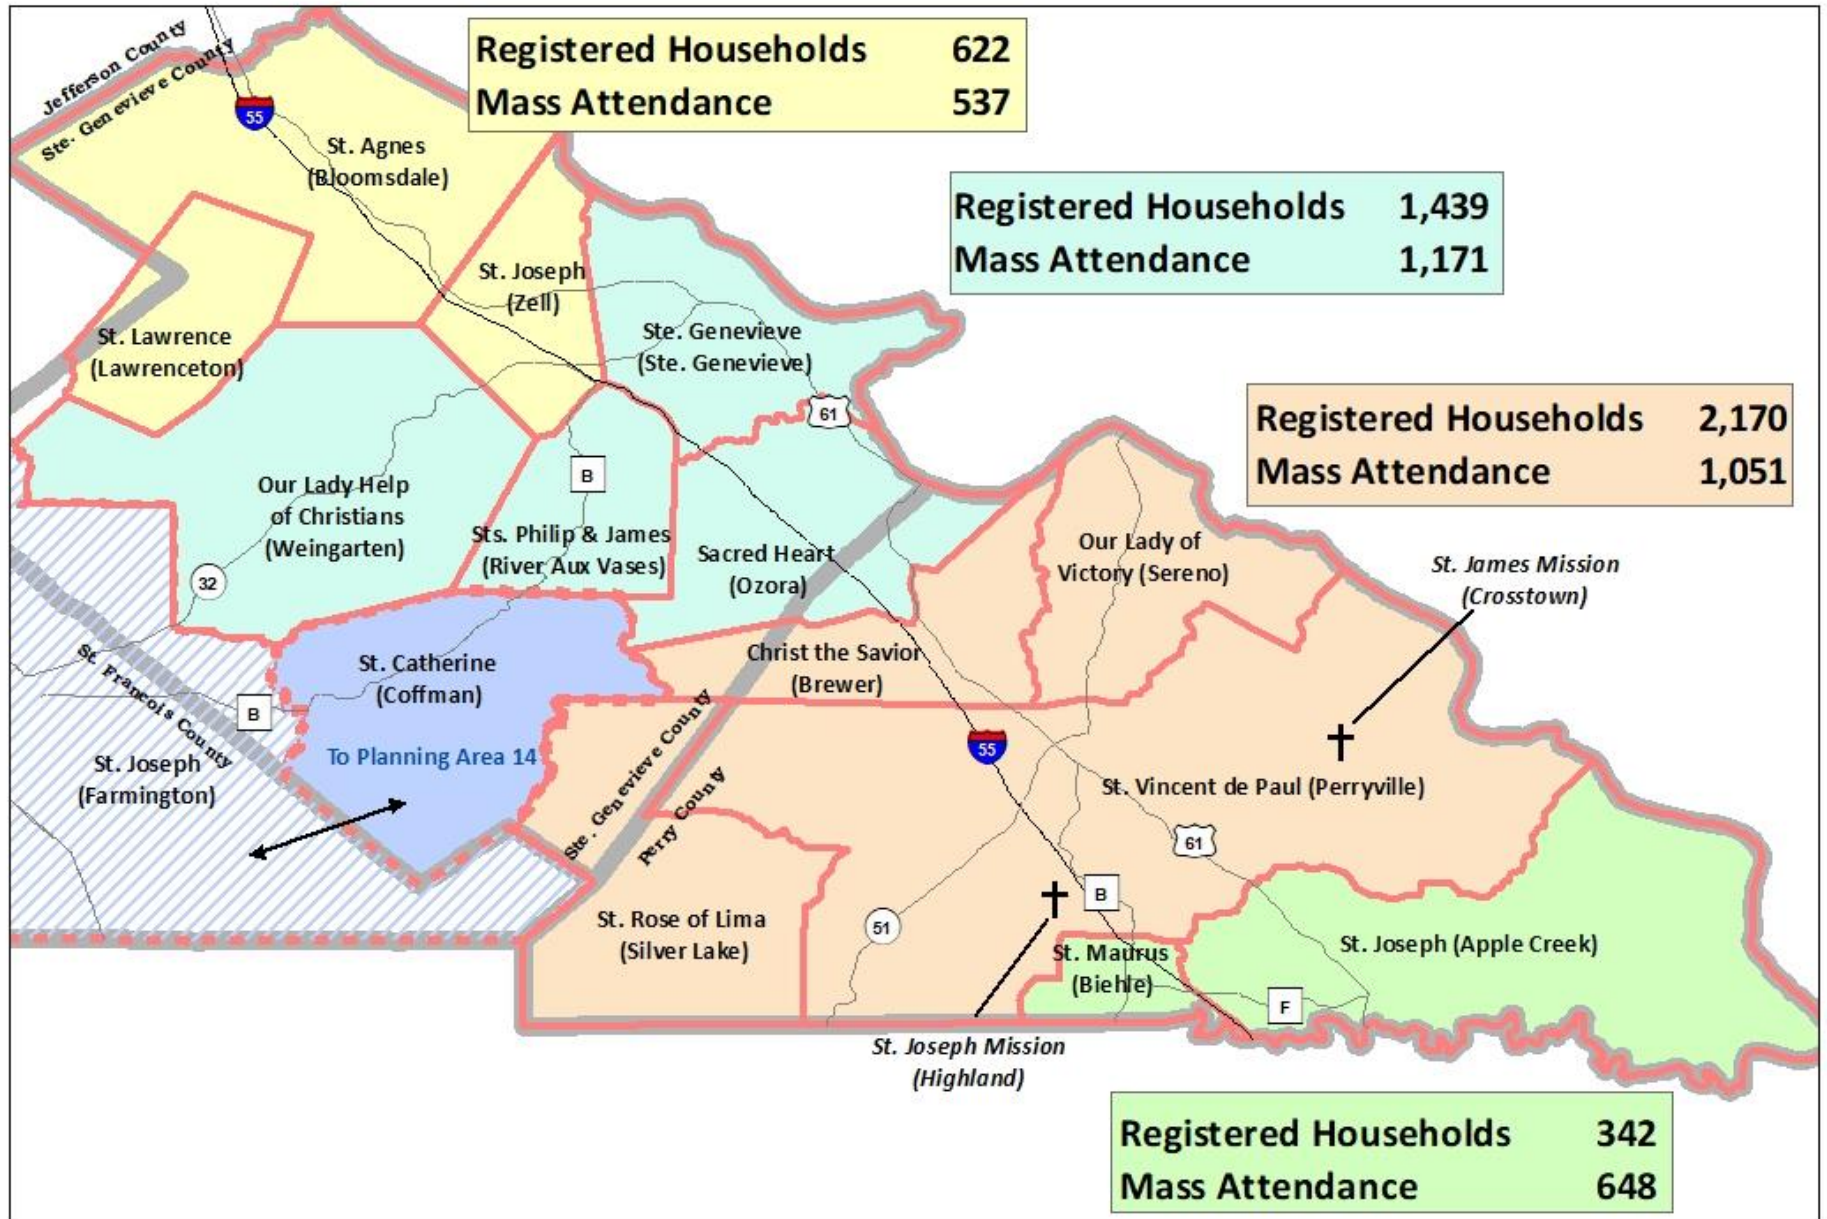 Jefferson County
Ste. Genevieve County
55
Registered Households 622
Mass Attendance 537
St. Agnes
(Bloomsdale)
Registered Households 1,439
Mass Attendance 1,171
St. Joseph
(Zell)
St. Lawrence
(Lawrenceton)
Ste. Genevieve
(Ste. Genevieve)
61
Registered Households 2,170
Mass Attendance 1,051
B
Our Lady Help
of Christians
(Weingarten)
Sts. Philip & James
(River Aux Vases)
Sacred Heart
(Ozora)
Our Lady of
Victory (Sereno)
St. James Mission
(Crosstown)
32
St. Francois County
St. Catherine
(Coffman)
Christ the Savior
(Brewer)
B
To Planning Area 14
St. Joseph
(Farmington)
Ste. Genevieve County
Perry County
55
St. Vincent de Paul (Perryville)
61
B
St. Rose of Lima
(Silver Lake)
51
St. Maurus
(Biehle)
St. Joseph (Apple Creek)
F
St. Joseph Mission
(Highland)
Registered Households 342
Mass Attendance 648